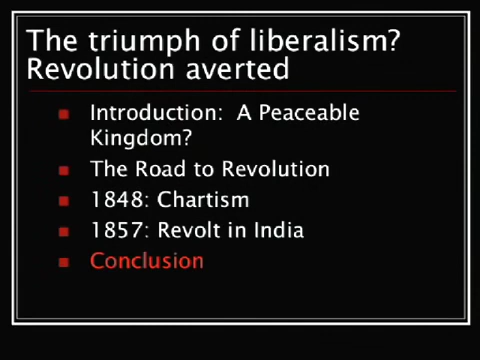 The triumph of liberalism?
Revolution averted
Introduction: A Peaceable
Kingdom?
The Road to Revolution
1848: Chartism
1857: Revolt in India
Conclusion